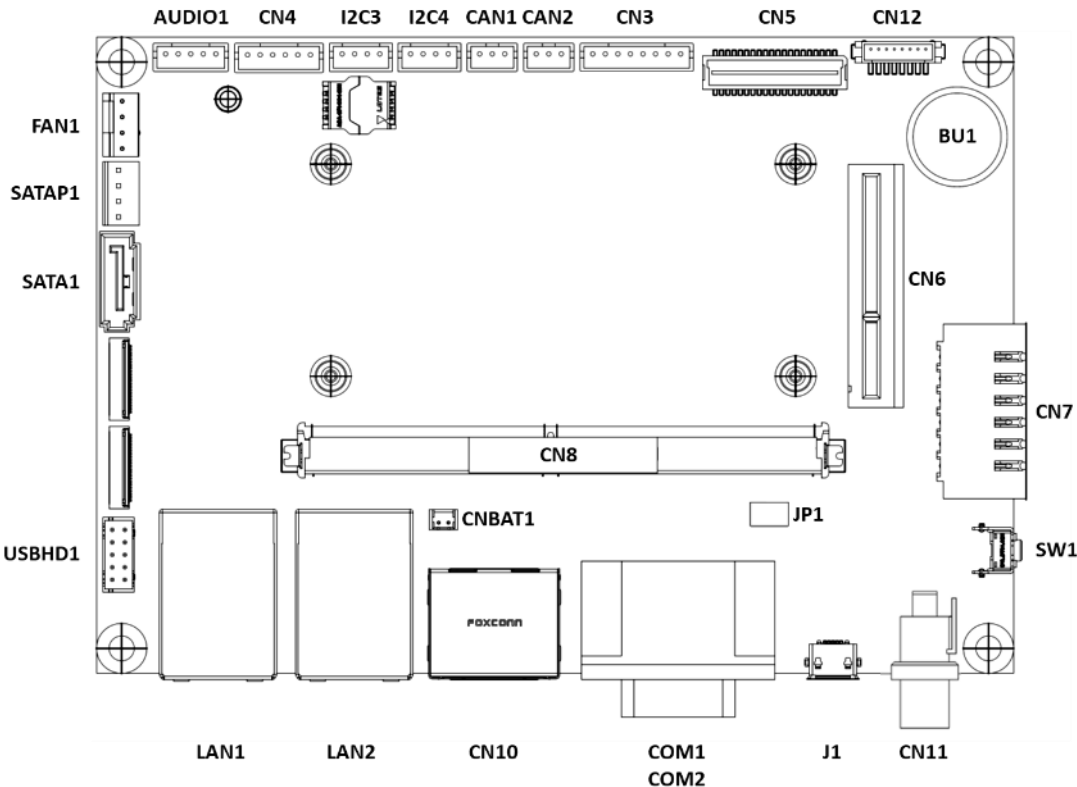 AUDIO1 CN4 I2C3 I2C4 CAN1 CAN2 CN3 CN5 CN12
FAN1
BU1
SATAP1
SATA1
CN6
CN7
CN8
CNBAT1
JP1
USBHD1
SW1
FOXCONN
LAN1 LAN2 CN10 COM1 J1 CN11
COM2